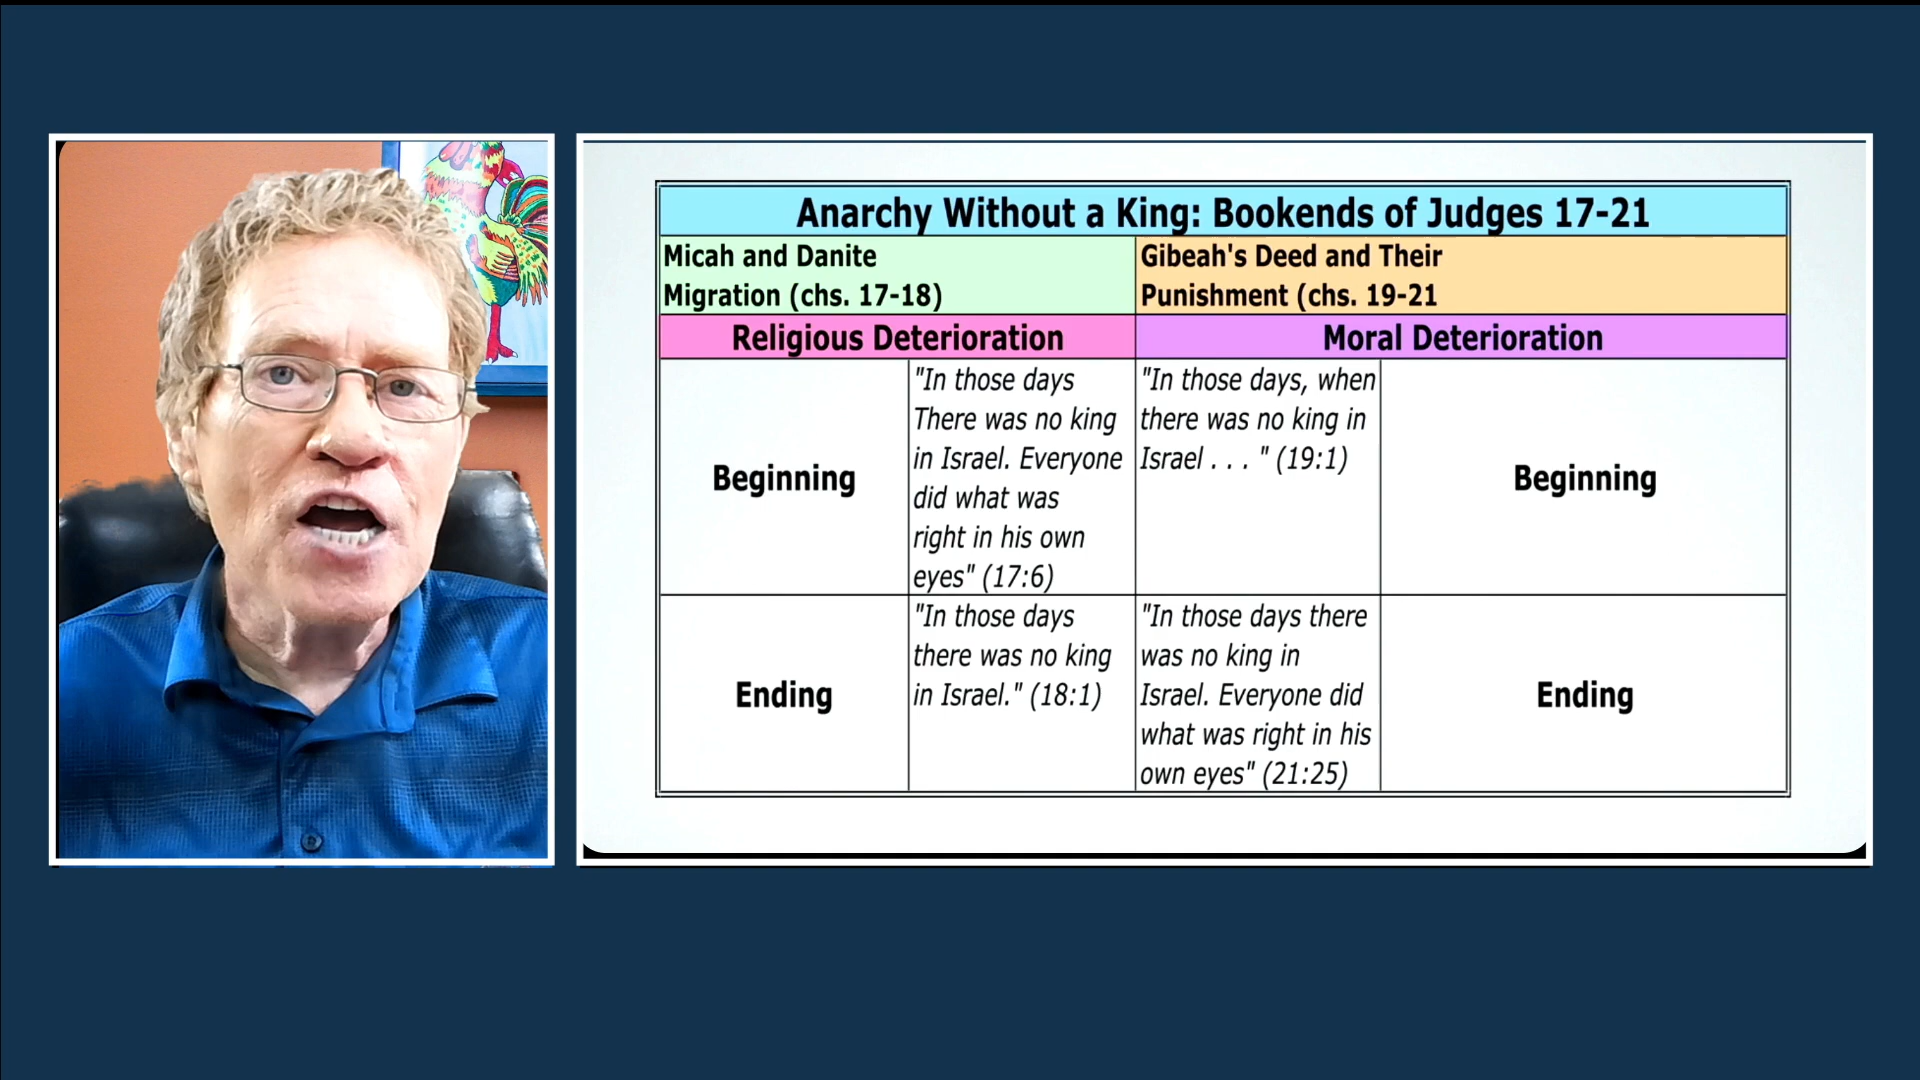 Anarchy Without a King: Bookends of Judges 17-21
Micah and Danite
Migration (chs. 17-18)
Gibeah's Deed and Their
Punishment (chs. 19-21
Religious Deterioration
Moral Deterioration
Beginning
"In those days
There was no king
in Israel. Everyone
did what was
right in his own
eyes" (17:6)
"In those days, when
there was no king in
Israel . . . " (19:1)
Beginning
Ending
"In those days
there was no king
in Israel." (18:1)
"In those days there
was no king in
Israel. Everyone did
what was right in his
own eyes" (21:25)
Ending